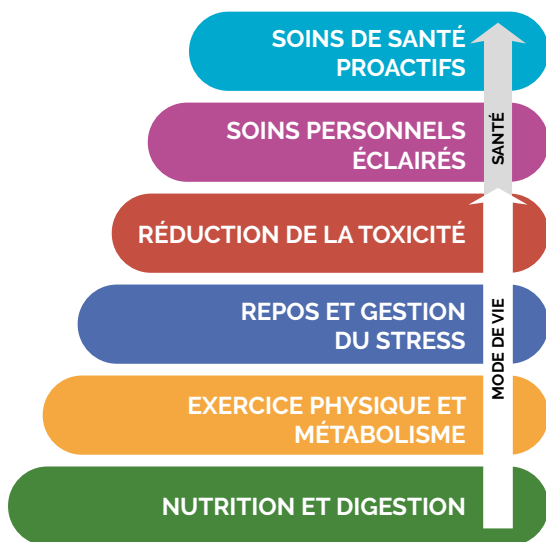 SOINS DE SANTÉ
PROACTIFS
SOINS PERSONNELS
ÉCLAIRÉS
SANTÉ
RÉDUCTION DE LA TOXICITÉ
REPOS ET GESTION
DU STRESS
MODE DE VIE
EXERCICE PHYSIQUE ET
MÉTABOLISME
NUTRITION ET DIGESTION